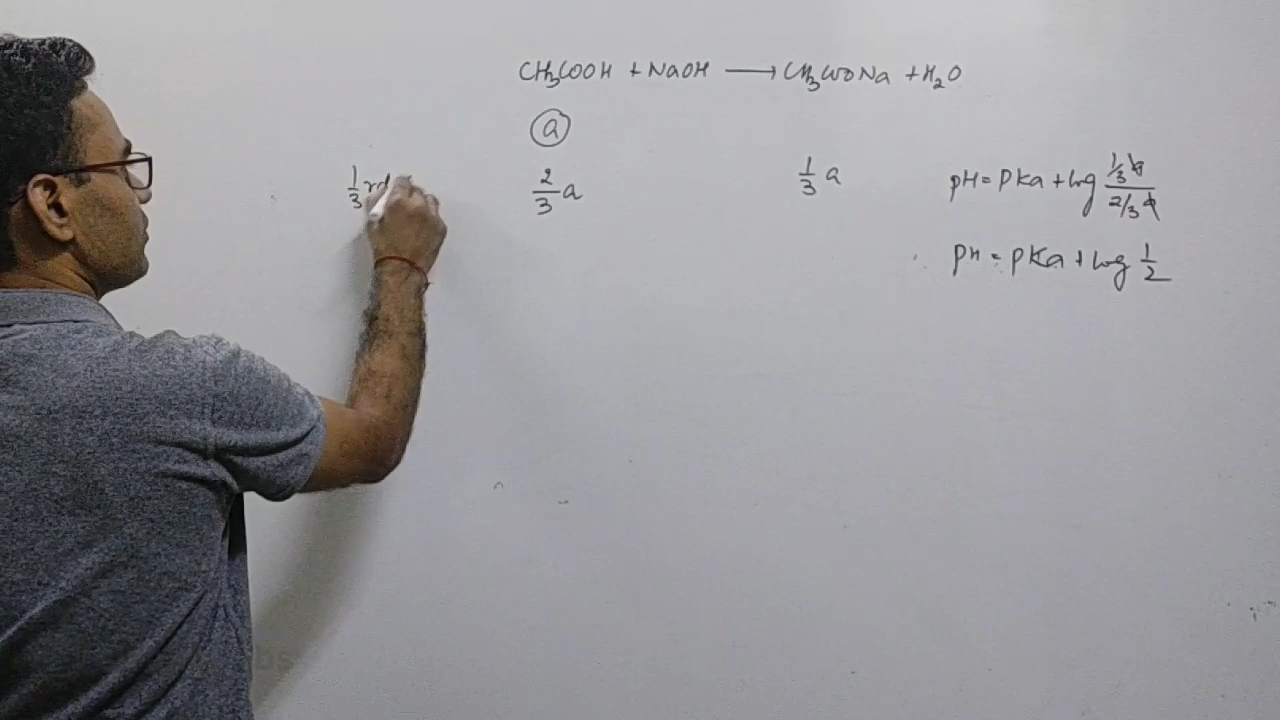 CH3COOH + NaOH ⟶ CH3COONa + H2O
a
1/3 rd
2/3 a
1/3 a
pH = PKa + log (1/3 a)/(2/3 a)
pH = PKa + log 1/2